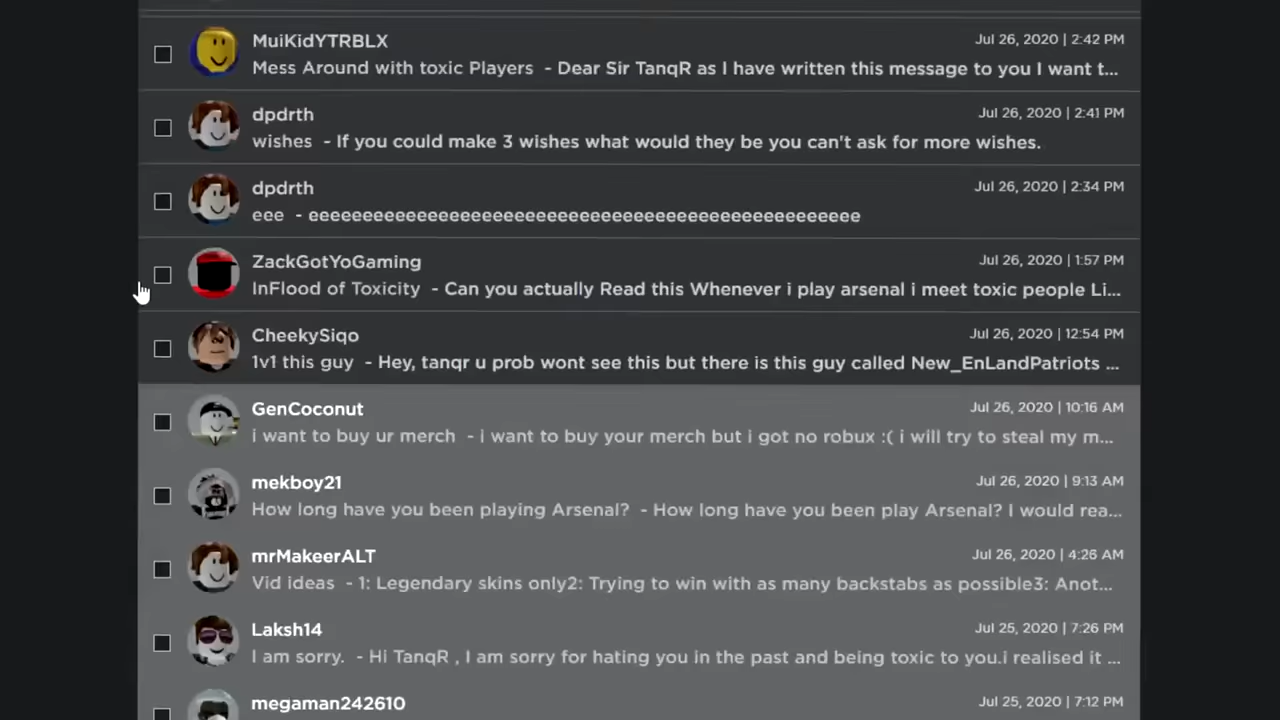 MuiKidYTRBLX
Jul 26, 2020 | 2:42 PM
Mess Around with toxic Players - Dear Sir TanqR as I have written this message to you I want t...
dpdrth
Jul 26, 2020 | 2:41 PM
wishes - If you could make 3 wishes what would they be you can't ask for more wishes.
dpdrth
Jul 26, 2020 | 2:34 PM
eee - eeeeeeeeeeeeeeeeeeeeeeeeeeeeeeeeeeeeeeeeeeeeeeeeee
ZackGotYoGaming
Jul 26, 2020 | 1:57 PM
InFlood of Toxicity - Can you actually Read this Whenever i play arsenal i meet toxic people Li...
CheekySiqo
Jul 26, 2020 | 12:54 PM
1v1 this guy - Hey, tanqr u prob wont see this but there is this guy called New_EnLandPatriots ...
GenCoconut
Jul 26, 2020 | 10:16 AM
i want to buy ur merch - i want to buy your merch but i got no robux :( i will try to steal my m...
mekboy21
Jul 26, 2020 | 9:13 AM
How long have you been playing Arsenal? - How long have you been play Arsenal? I would rea...
mrMakeerALT
Jul 26, 2020 | 4:26 AM
Vid ideas - 1: Legendary skins only2: Trying to win with as many backstabs as possible3: Anot...
Laksh14
Jul 25, 2020 | 7:26 PM
I am sorry. - Hi TanqR , I am sorry for hating you in the past and being toxic to you.i realised it ...
megaman242610
Jul 25, 2020 | 7:12 PM